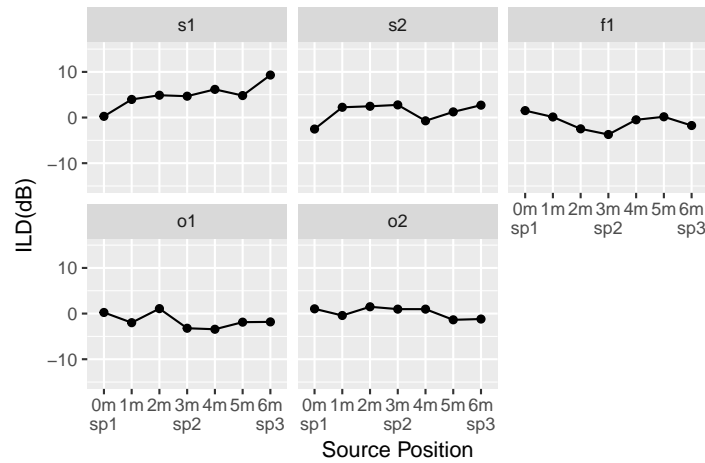 s1
s2
f1
10
0
−10
0m 1m 2m 3m 4m 5m 6m
sp1 sp2 sp3
o1
o2
10
0
−10
0m 1m 2m 3m 4m 5m 6m
sp1 sp2 sp3
0m 1m 2m 3m 4m 5m 6m
sp1 sp2 sp3
ILD(dB)
Source Position